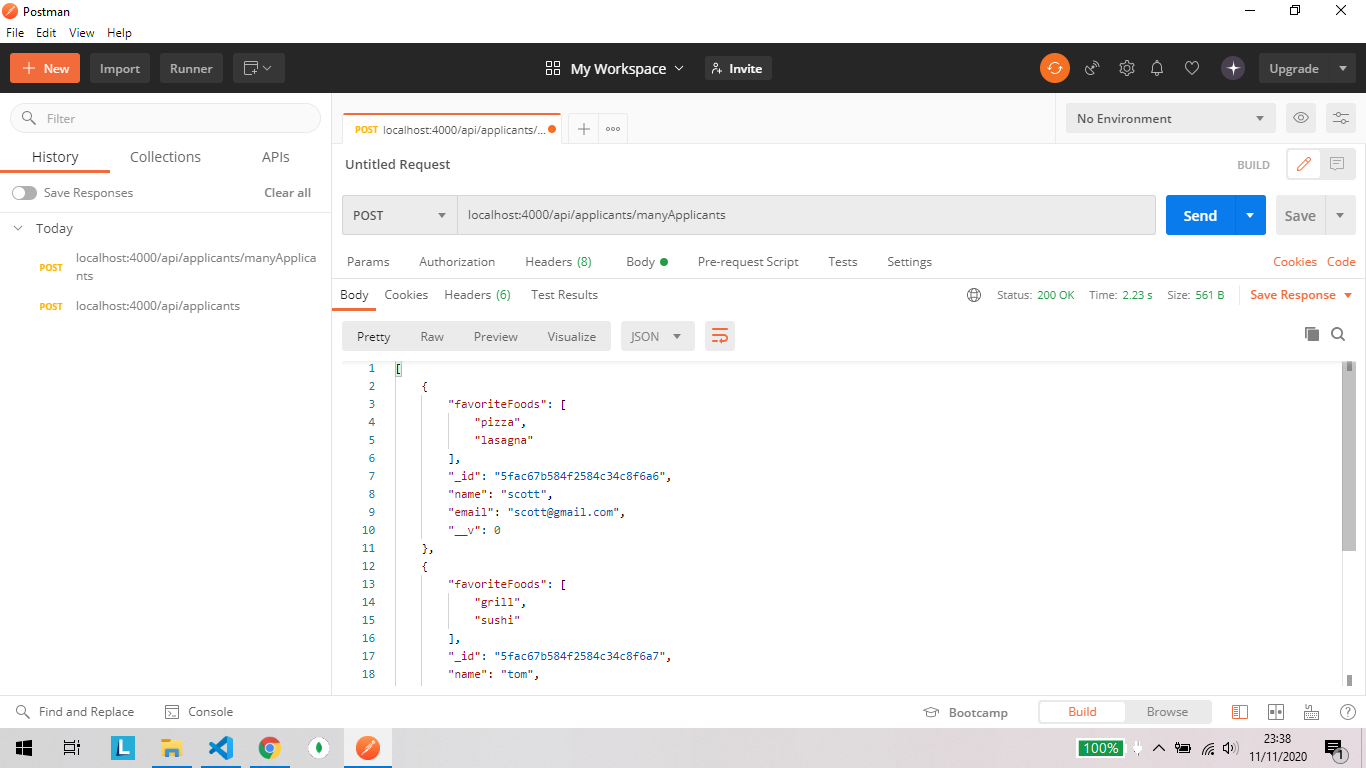 Postman
File Edit View Help
New Import Runner My Workspace Invite Upgrade
Filter
History Collections APIs
Save Responses Clear all
Today
POST localhost:4000/api/applicants/manyApplica
nts
POST localhost:4000/api/applicants
POST localhost:4000/api/applicants/...
No Environment
Untitled Request BUILD
POST localhost:4000/api/applicants/manyApplicants Send Save
Params Authorization Headers (8) Body Pre-request Script Tests Settings Cookies Code
Body Cookies Headers (6) Test Results Status: 200 OK Time: 2.23 s Size: 561 B Save Response
Pretty Raw Preview Visualize JSON
1 [
2 {
3 "favoriteFoods": [
4 "pizza",
5 "lasagna"
6 ],
7 "_id": "5fac67b584f2584c34c8f6a6",
8 "name": "scott",
9 "email": "scott@gmail.com",
10 "__v": 0
11 },
12 {
13 "favoriteFoods": [
14 "grill",
15 "sushi"
16 ],
17 "_id": "5fac67b584f2584c34c8f6a7",
18 "name": "tom",
Find and Replace Console Bootcamp Build Browse
L 100% 23:38
11/11/2020 1